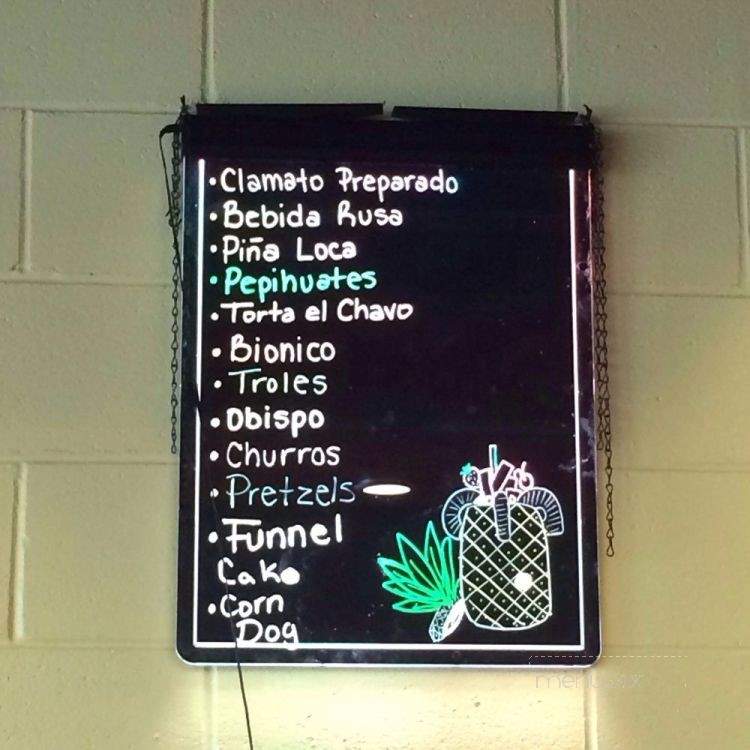 • Clamato Preparado
• Bebida Rusa
• Piña Loca
• Pepihuates
• Torta el Chavo
• Bionico
• Troles
• Obispo
• Churros
• Pretzels
• Funnel
Cake
• Corn
Dog